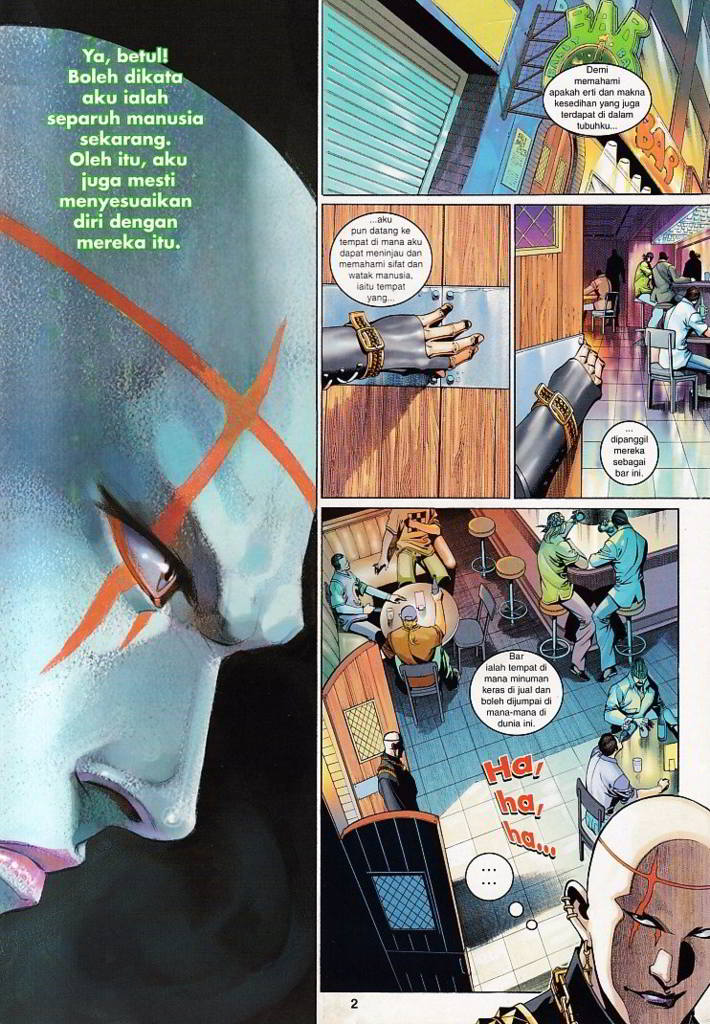 Ya, betul!
Boleh dikata
aku ialah
separuh manusia
sekarang.
Oleh itu, aku
juga mesti
menyesuaikan
diri dengan
mereka itu.
BAR
Demi
memahami
apakah erti dan makna
kesedihan yang juga
terdapat di dalam
tubuhku...
BAR
...aku
pun datang ke
tempat di mana aku
dapat meninjau dan
memahami sifat dan
watak manusia,
iaitu tempat
yang...
...
dipanggil
mereka
sebagai
bar ini.
Bar
ialah tempat di
mana minuman
keras di jual dan
boleh dijumpai di
mana-mana di
dunia ini.
Ha,
ha,
ha...
...
...
2